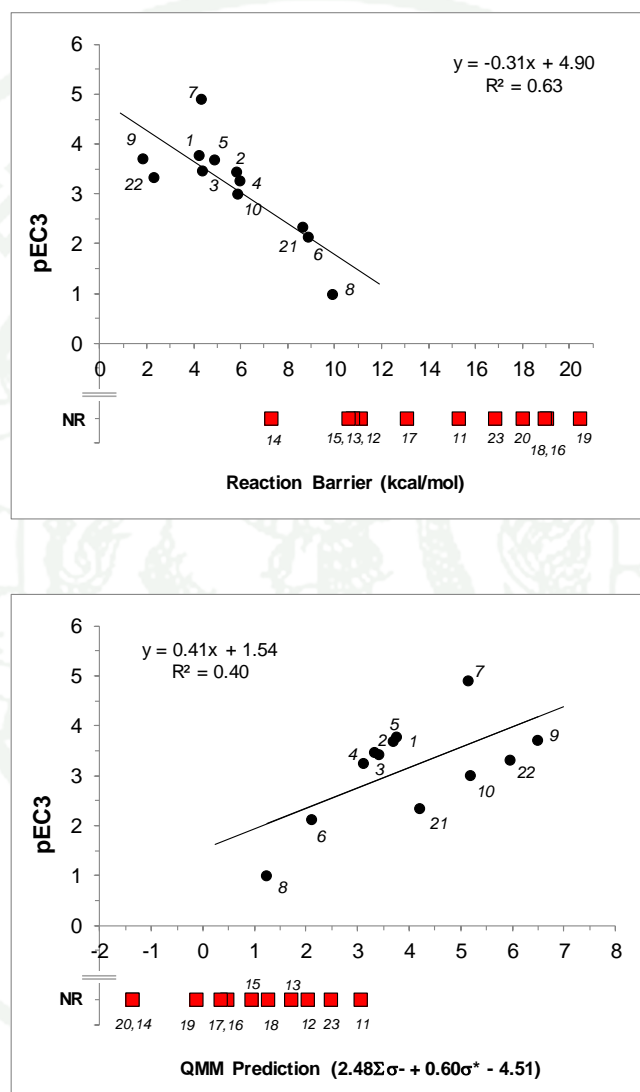 6
y = -0.31x + 4.90
R² = 0.63
7
5
9
1
5
2
4
22
3
4
pEC3
3
10
2
21
6
1
8
0
0 2 4 6 8 10 12 14 16 18 20
NR
14 15,13,12 17 11 23 20 18,16 19
Reaction Barrier (kcal/mol)
6
y = 0.41x + 1.54
R² = 0.40
7
5
5
9
4
2
1
4
3
22
pEC3
3
10
21
2
6
1
8
0
-2 -1 0 1 2 3 4 5 6 7 8
15 13
NR
20,14 19 17,16 18 12 23 11
QMM Prediction (2.48Σσ- + 0.60σ* - 4.51)